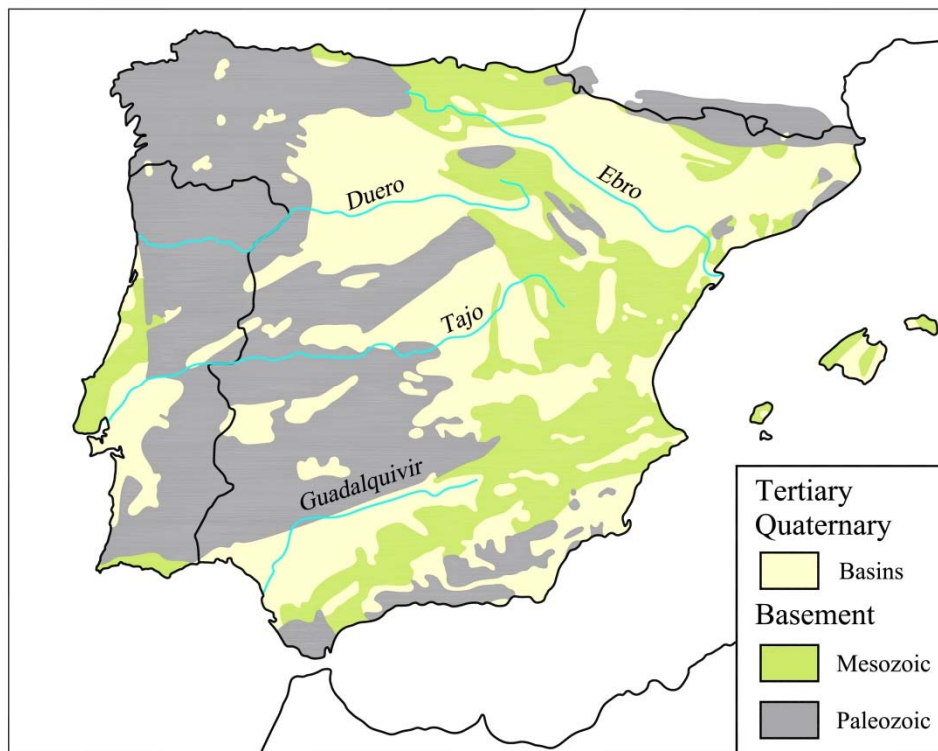 Duero
Ebro
Tajo
Guadalquivir
Tertiary
Quaternary
Basins
Basement
Mesozoic
Paleozoic